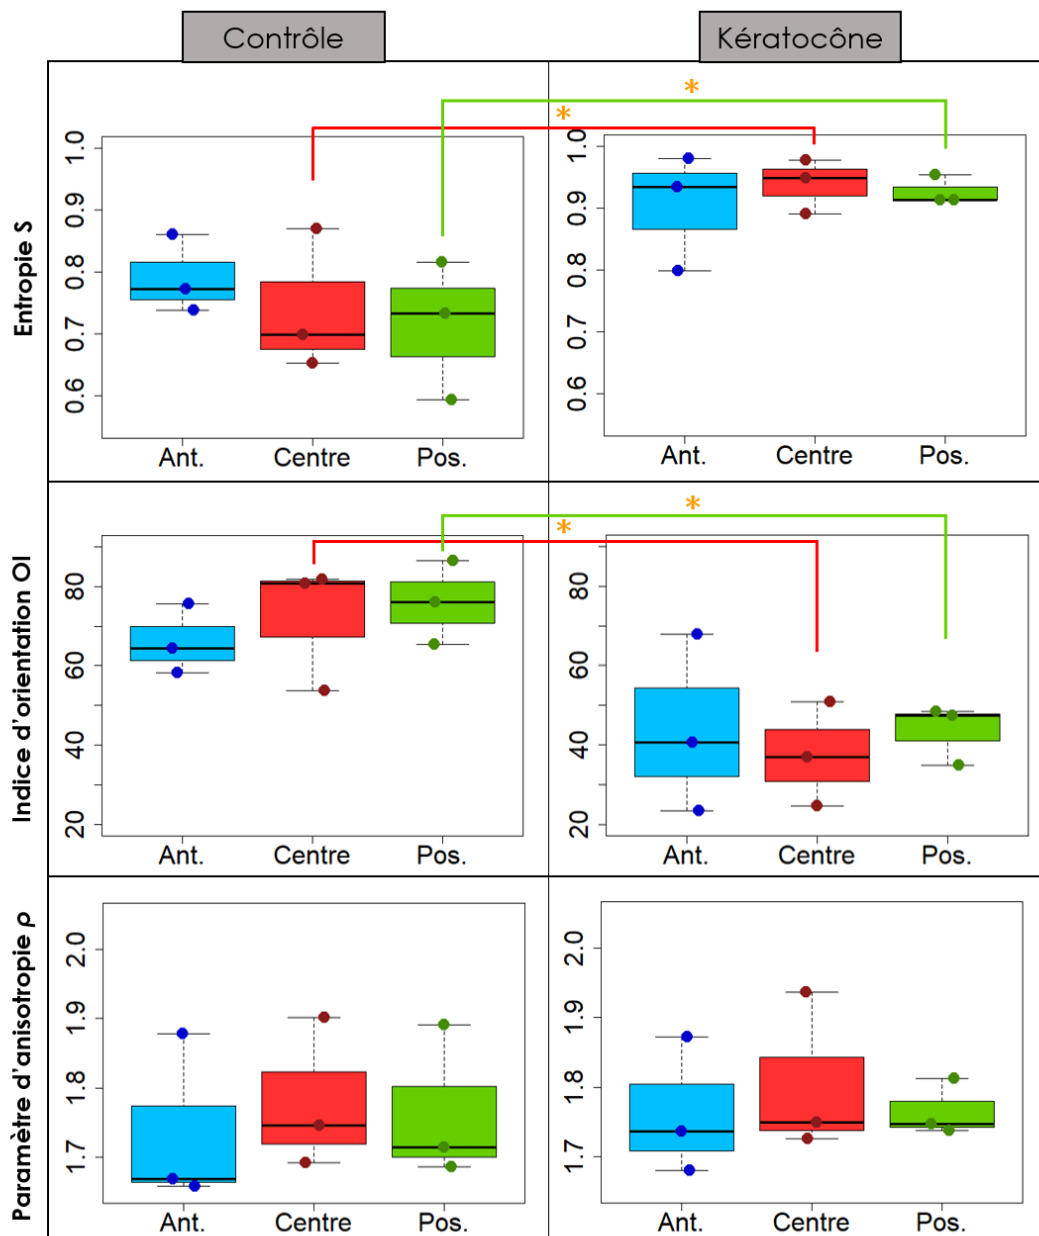 Contrôle
Kératocône
*
*
Entropie S
1.0
0.9
0.8
0.7
0.6
Ant.
Centre
Pos.
1.0
0.9
0.8
0.7
0.6
Ant.
Centre
Pos.
*
*
Indice d'orientation OI
80
60
40
20
Ant.
Centre
Pos.
80
60
40
20
Ant.
Centre
Pos.
Paramètre d'anisotropie ρ
2.0
1.9
1.8
1.7
Ant.
Centre
Pos.
2.0
1.9
1.8
1.7
Ant.
Centre
Pos.